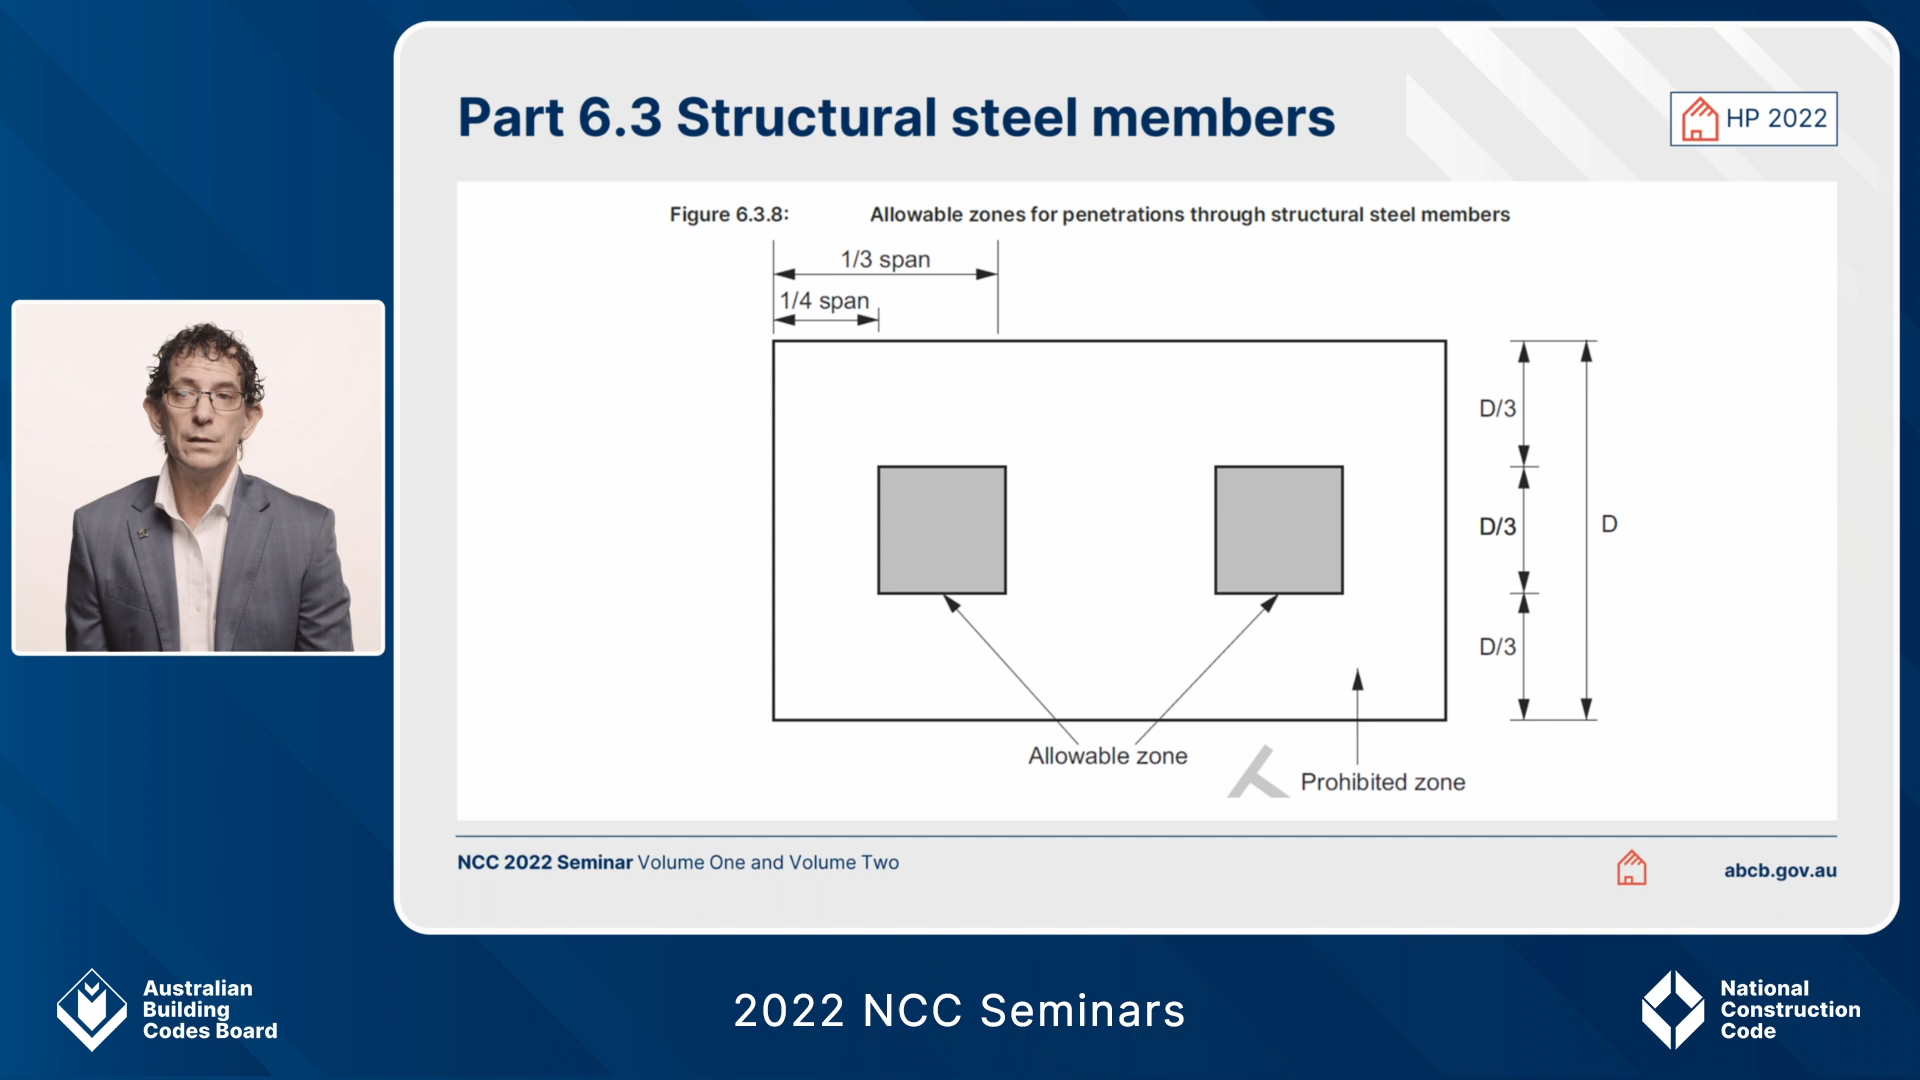 Part 6.3 Structural steel members
HP 2022
Figure 6.3.8: Allowable zones for penetrations through structural steel members
1/3 span
1/4 span
D/3
D/3
D
D/3
Allowable zone
Prohibited zone
NCC 2022 Seminar Volume One and Volume Two
abcb.gov.au
Australian
Building
Codes Board
2022 NCC Seminars
National
Construction
Code